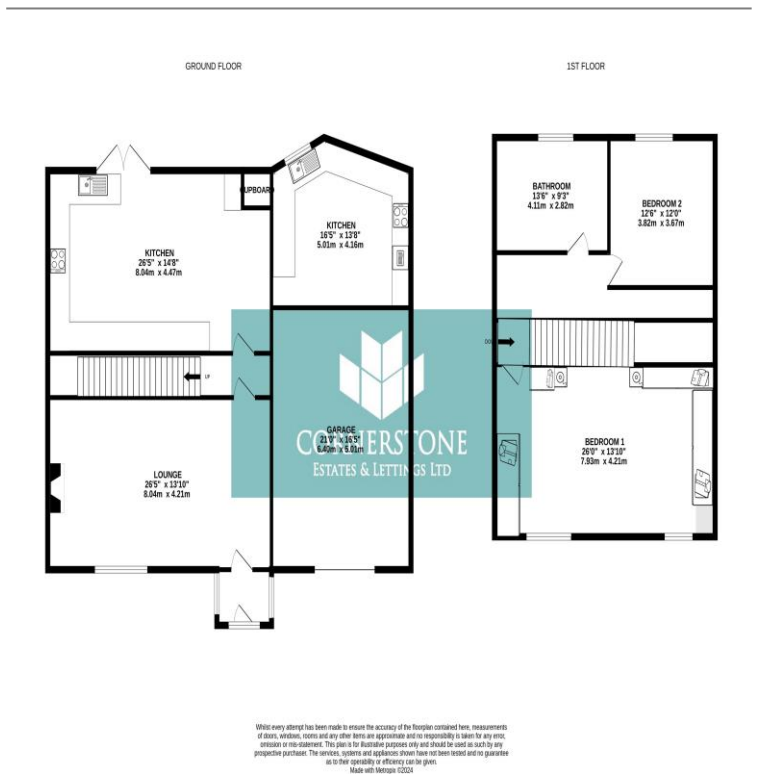 GROUND FLOOR
1ST FLOOR
CUPBOARD
KITCHEN
26'5" x 14'8"
8.04m x 4.47m
KITCHEN
16'5" x 13'8"
5.01m x 4.16m
BATHROOM
13'6" x 9'3"
4.11m x 2.82m
BEDROOM 2
12'6" x 12'0"
3.82m x 3.67m
UP
GARAGE
21'0" x 16'5"
6.40m x 5.01m
CORNERSTONE
ESTATES & LETTINGS LTD
LOUNGE
26'5" x 13'10"
8.04m x 4.21m
BEDROOM 1
26'0" x 13'10"
7.93m x 4.21m
Whilst every attempt has been made to ensure the accuracy of the floorplan contained here, measurements
of doors, windows, rooms and any other items are approximate and no responsibility is taken for any error,
omission or mis-statement. This plan is for illustrative purposes only and should be used as such by any
prospective purchaser. The services, systems and appliances shown have not been tested and no guarantee
as to their operability or efficiency can be given.
Made with Metropix ©2024